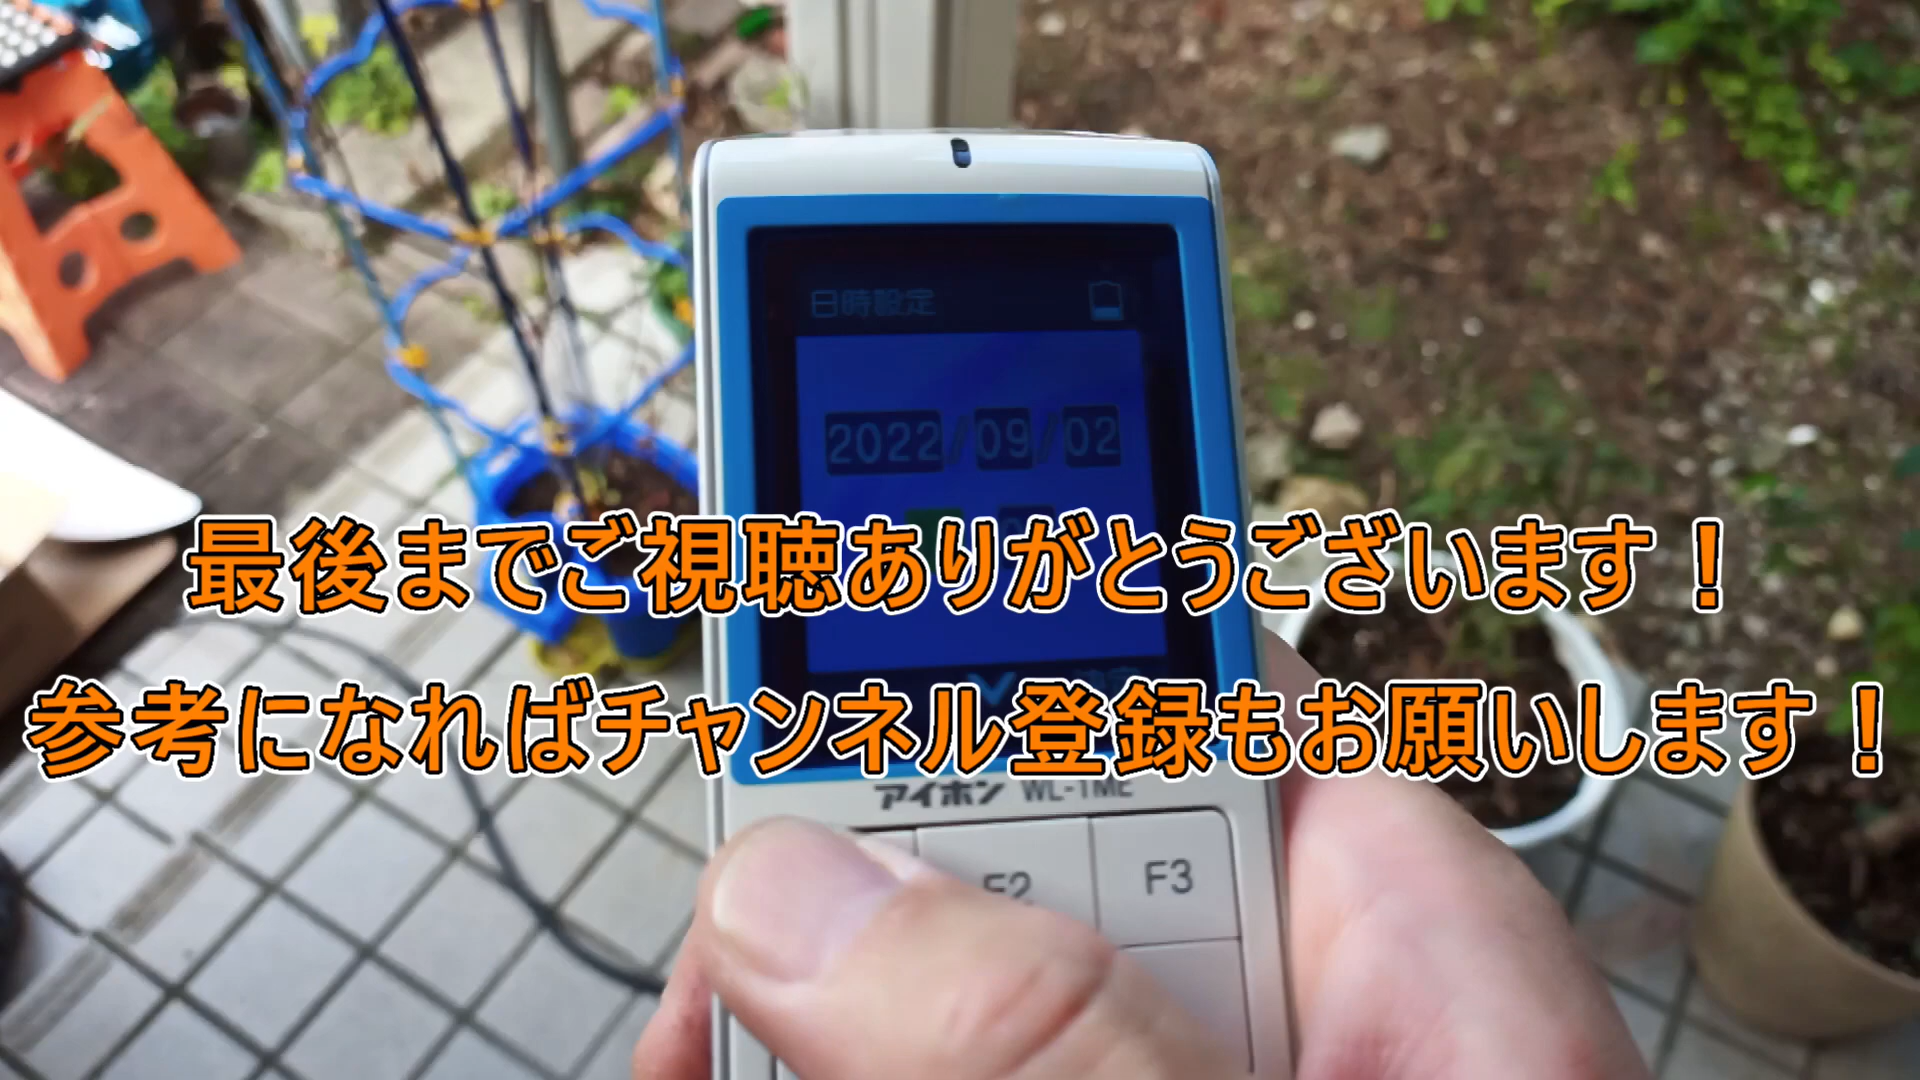 日時設定
2022/09/02
最後までご視聴ありがとうございます！
参考になればチャンネル登録もお願いします！
アイホン WL-1ME
F2 F3